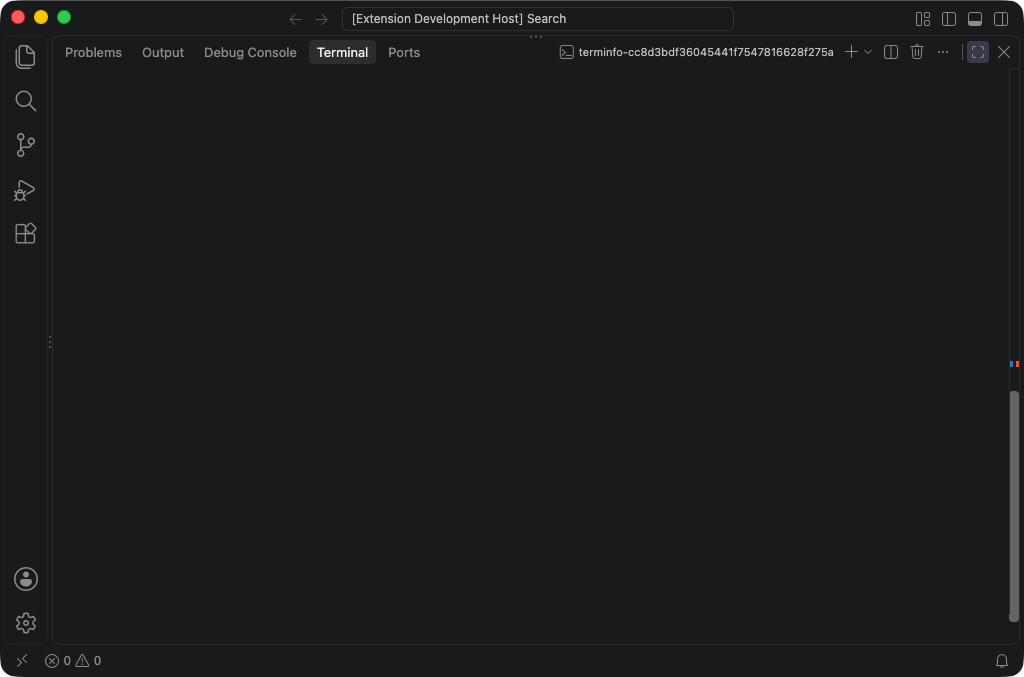 [Extension Development Host] Search
Problems Output Debug Console Terminal Ports terminfo-cc8d3bdf36045441f7547816628f275a
0 0